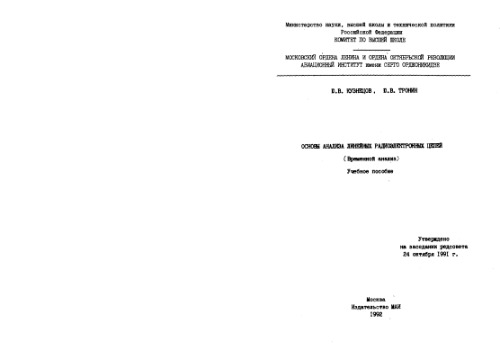 Министерство науки, высшей школы и технической политики
Российской Федерации
КОМИТЕТ ПО ВЫСШЕЙ ШКОЛЕ
МОСКОВСКИЙ ОРДЕНА ЛЕНИНА И ОРДЕНА ОКТЯБРЬСКОЙ РЕВОЛЮЦИИ
АВИАЦИОННЫЙ ИНСТИТУТ имени СЕРГО ОРДЖОНИКИДЗЕ
Ю.В. КУЗНЕЦОВ, Ю.В. ТРОНИН
ОСНОВЫ АНАЛИЗА ЛИНЕЙНЫХ РАДИОЭЛЕКТРОННЫХ ЦЕПЕЙ
(Временной анализ)
Учебное пособие
Утверждено
на заседании редсовета
24 октября 1991 г.
Москва
Издательство МАИ
1992